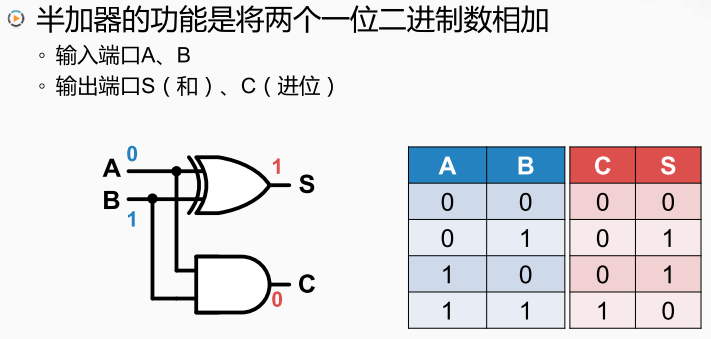 半加器的功能是将两个一位二进制数相加
输入端口A、B
输出端口S（和）、C（进位）
A 0 1 S
B 1
C 0
A B C S
0 0 0 0
0 1 0 1
1 0 0 1
1 1 1 0